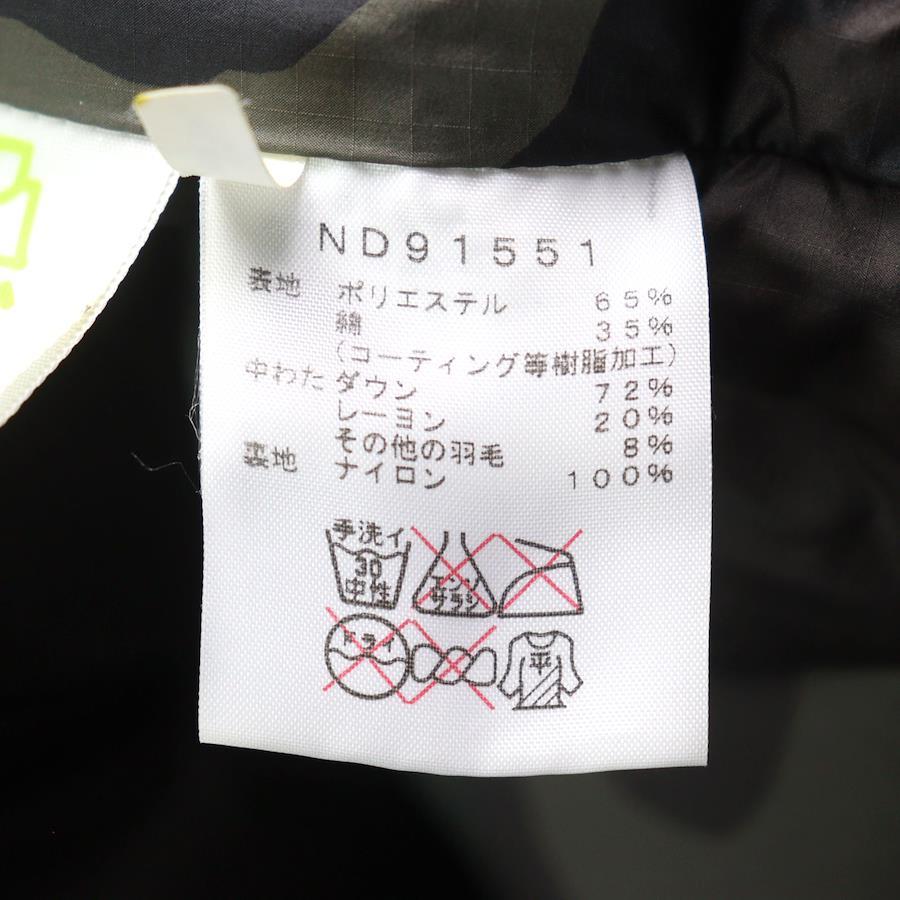 ND91551
表地 ポリエステル 65%
綿 35%
(コーティング等樹脂加工)
中わた ダウン 72%
レーヨン 20%
その他の羽毛 8%
裏地 ナイロン 100%
手洗イ
30
中性
エンソ
サラシ
ドライ
平